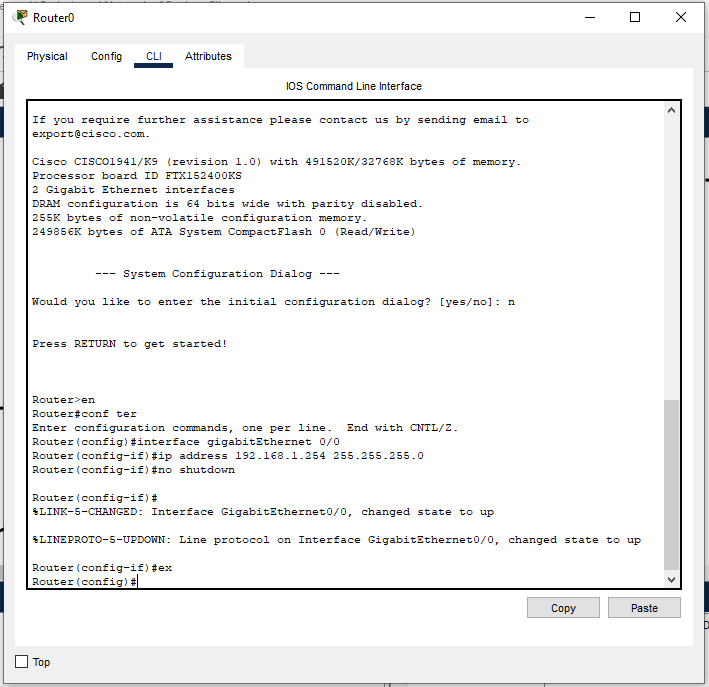 Router0
Physical Config CLI Attributes
IOS Command Line Interface
If you require further assistance please contact us by sending email to
export@cisco.com.
Cisco CISCO1941/K9 (revision 1.0) with 491520K/32768K bytes of memory.
Processor board ID FTX152400KS
2 Gigabit Ethernet interfaces
DRAM configuration is 64 bits wide with parity disabled.
255K bytes of non-volatile configuration memory.
249856K bytes of ATA System CompactFlash 0 (Read/Write)
--- System Configuration Dialog ---
Would you like to enter the initial configuration dialog? [yes/no]: n
Press RETURN to get started!
Router>en
Router#conf ter
Enter configuration commands, one per line.  End with CNTL/Z.
Router(config)#interface gigabitEthernet 0/0
Router(config-if)#ip address 192.168.1.254 255.255.255.0
Router(config-if)#no shutdown
Router(config-if)#
%LINK-5-CHANGED: Interface GigabitEthernet0/0, changed state to up
%LINEPROTO-5-UPDOWN: Line protocol on Interface GigabitEthernet0/0, changed state to up
Router(config-if)#ex
Router(config)#
Copy Paste
Top